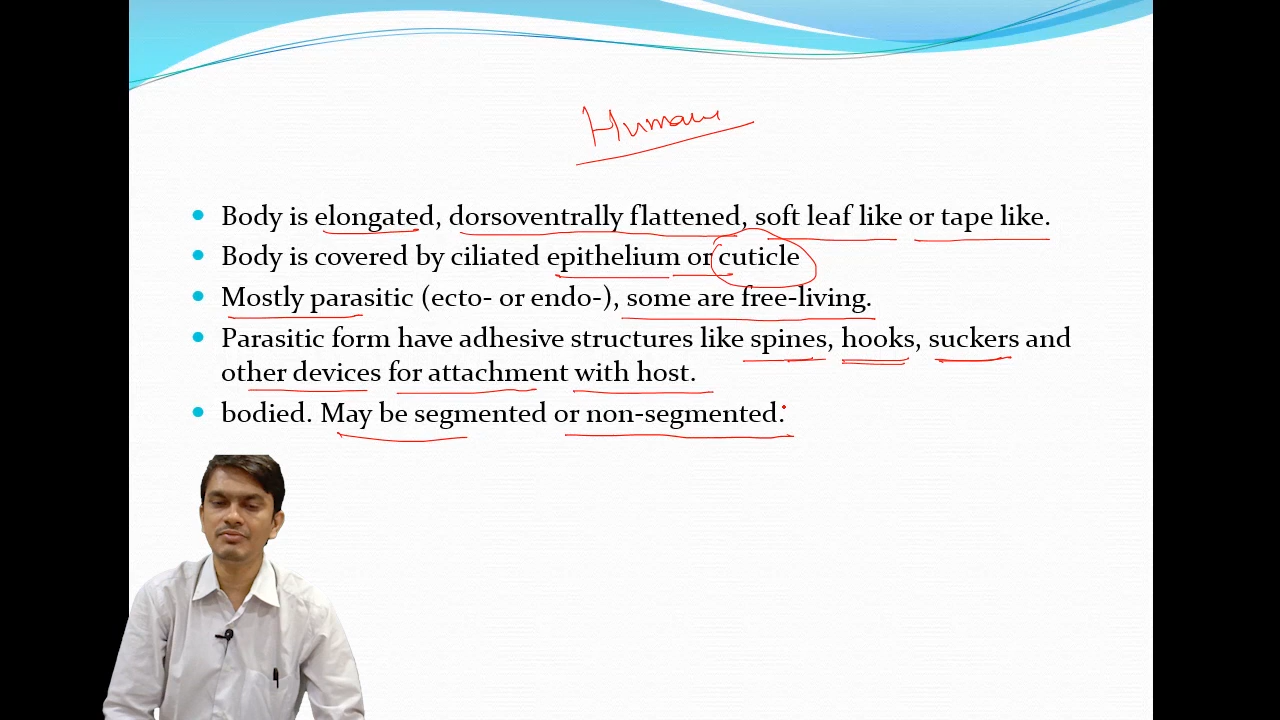 Human
Body is elongated, dorsoventrally flattened, soft leaf like or tape like.
Body is covered by ciliated epithelium or cuticle
Mostly parasitic (ecto- or endo-), some are free-living.
Parasitic form have adhesive structures like spines, hooks, suckers and
other devices for attachment with host.
bodied. May be segmented or non-segmented.